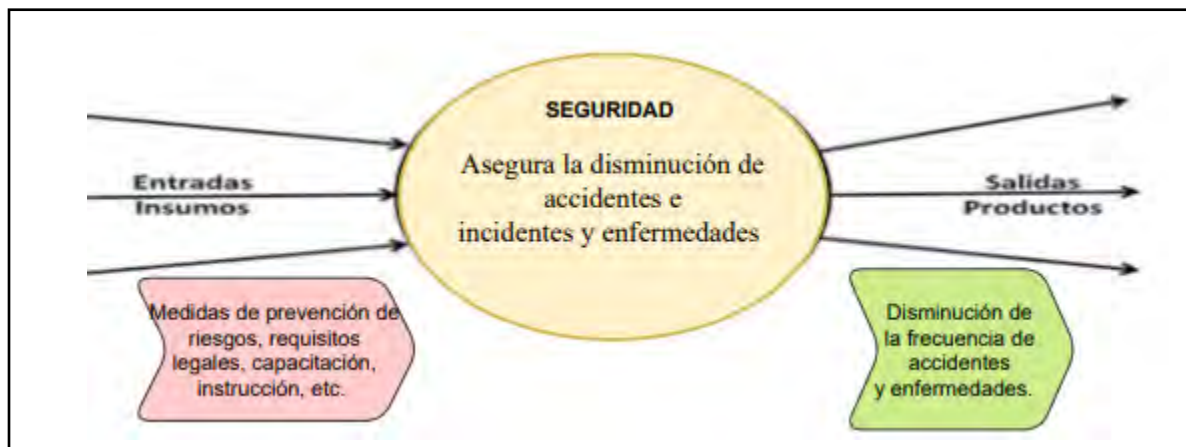 SEGURIDAD
Asegura la disminución de
accidentes e
incidentes y enfermedades
Entradas
Insumos
Salidas
Productos
Medidas de prevención de
riesgos, requisitos
legales, capacitación,
instrucción, etc.
Disminución de
la frecuencia de
accidentes
y enfermedades.